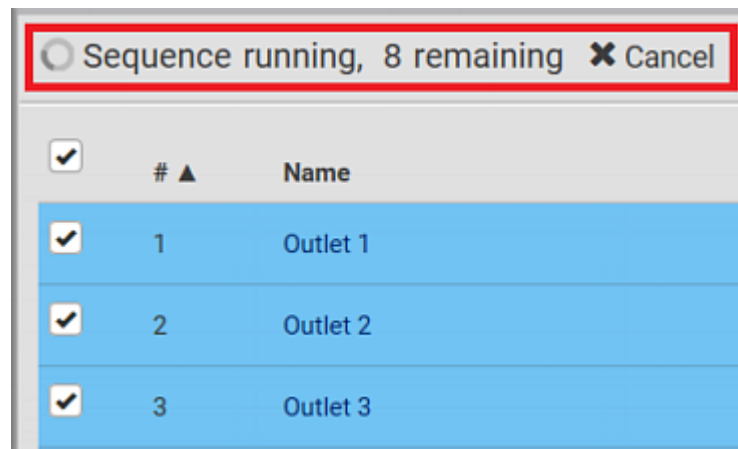 Sequence running, 8 remaining ✖ Cancel
# ▲ Name
1 Outlet 1
2 Outlet 2
3 Outlet 3